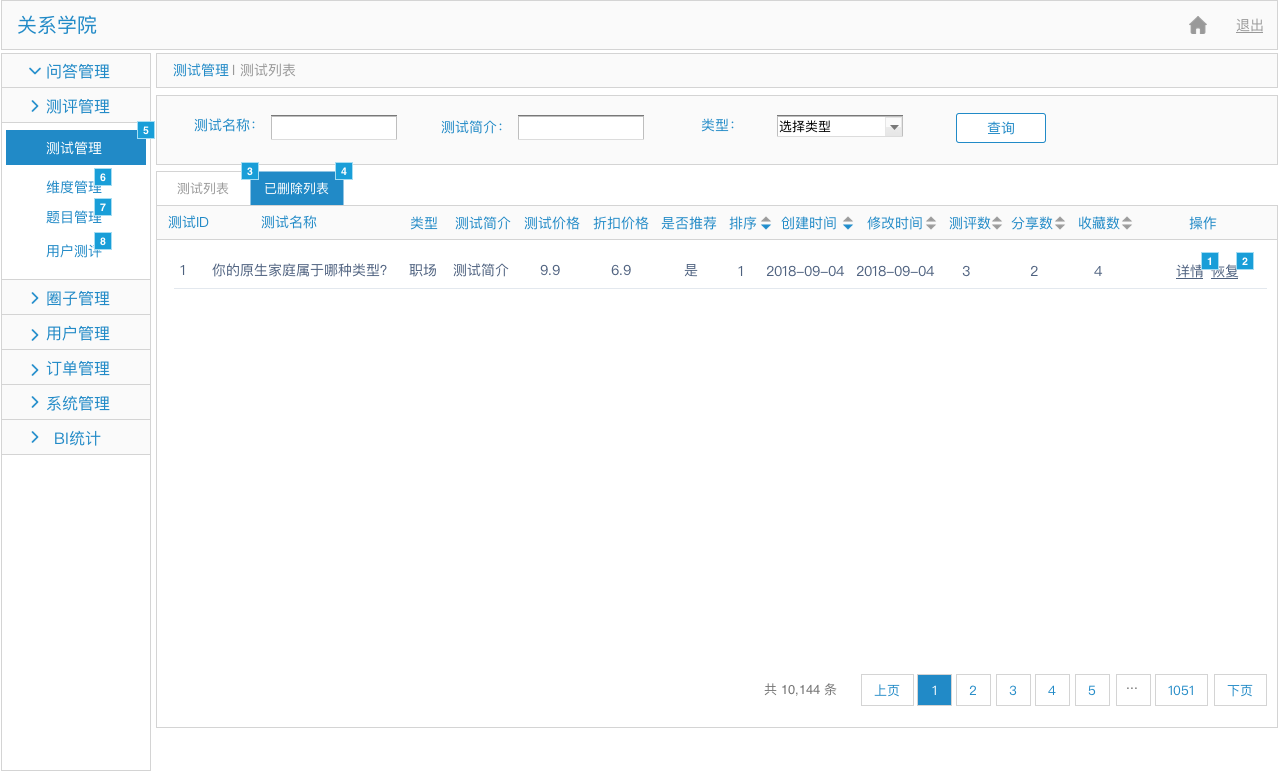 关系学院
退出
问答管理
测评管理
5
测试管理
维度管理 6
题目管理 7
用户测评 8
圈子管理
用户管理
订单管理
系统管理
BI统计
测试管理 | 测试列表
测试名称: 测试简介: 类型: 选择类型 查询
测试列表 3 已删除列表 4
测试ID 测试名称 类型 测试简介 测试价格 折扣价格 是否推荐 排序 创建时间 修改时间 测评数 分享数 收藏数 操作
1 你的原生家庭属于哪种类型? 职场 测试简介 9.9 6.9 是 1 2018-09-04 2018-09-04 3 2 4 详情 1 恢复 2
共 10,144 条 上页 1 2 3 4 5 ... 1051 下页